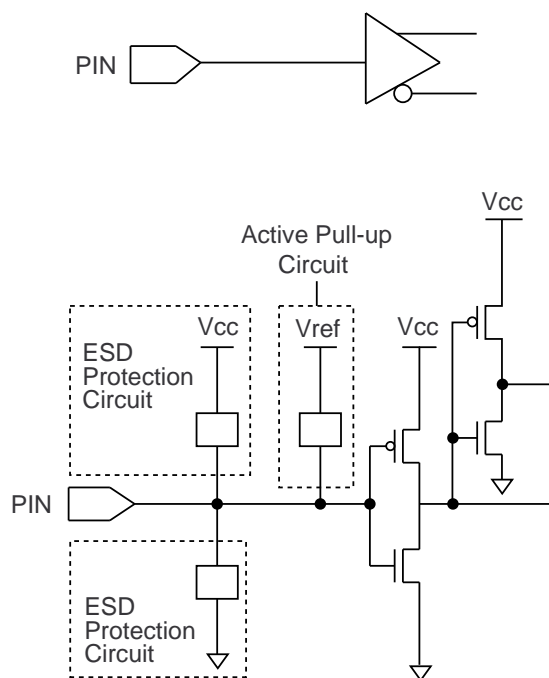 PIN
Vcc
Active Pull-up
Circuit
Vcc
Vref
Vcc
ESD
Protection
Circuit
PIN
ESD
Protection
Circuit